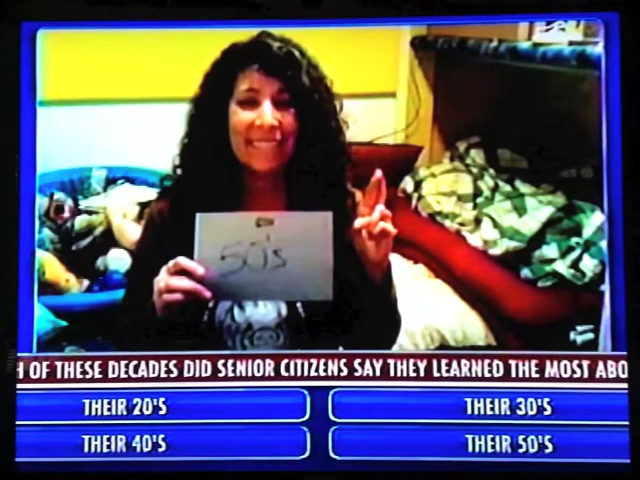 50's
H OF THESE DECADES DID SENIOR CITIZENS SAY THEY LEARNED THE MOST ABO
THEIR 20'S
THEIR 30'S
THEIR 40'S
THEIR 50'S